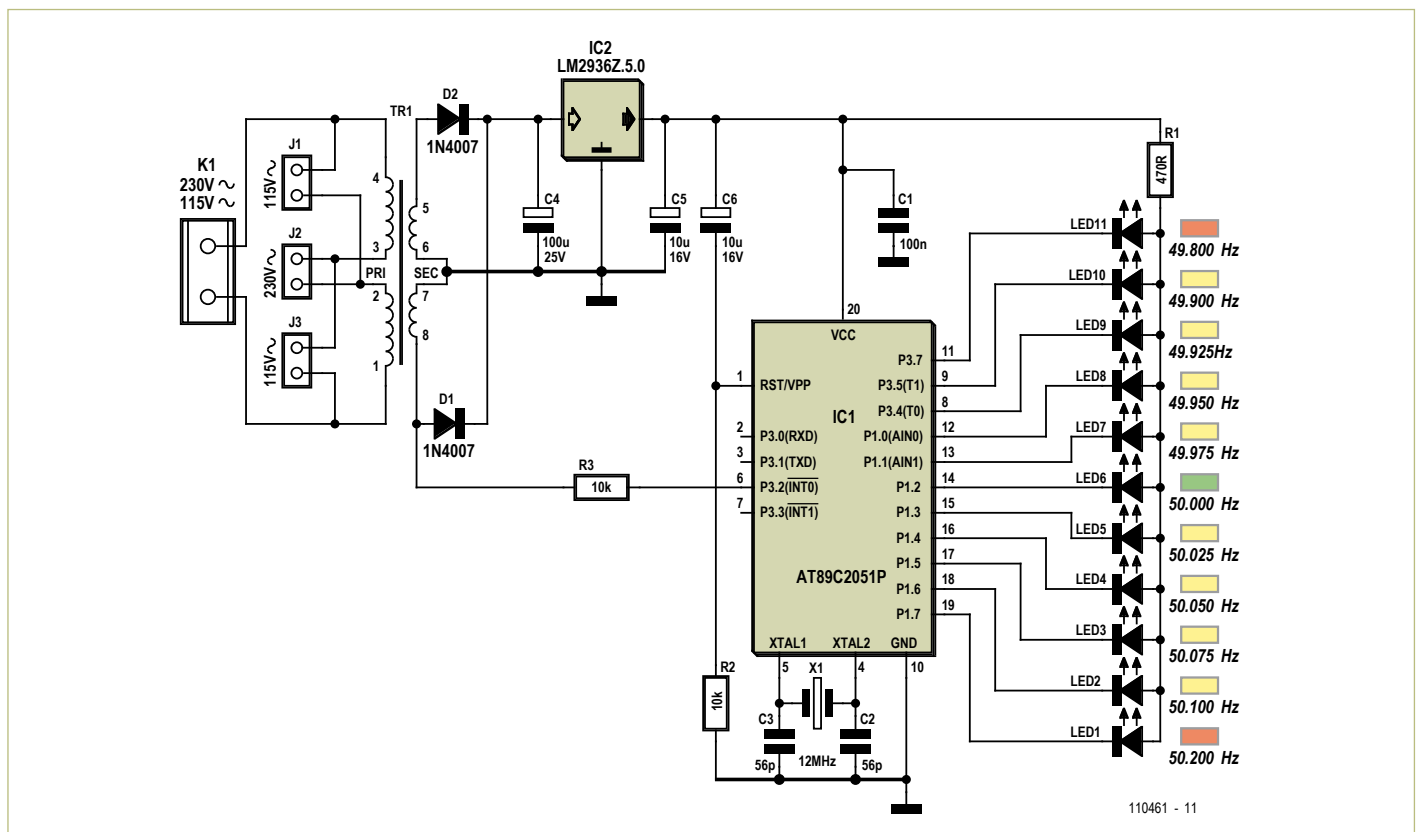 IC2
LM2936Z.5.0
D2
1N4007
TR1
K1
230V ~
115V ~
J1
115V~
J2
230V~
J3
115V~
4
3
PRI
2
1
5
6
SEC
7
8
C4
100u
25V
C5
10u
16V
C6
10u
16V
C1
100n
R1
470R
D1
1N4007
R3
10k
R2
10k
20
VCC
1 RST/VPP
IC1
2 P3.0(RXD)
3 P3.1(TXD)
6 P3.2(INT0)
7 P3.3(INT1)
P3.7 11
P3.5(T1) 9
P3.4(T0) 8
P1.0(AIN0) 12
P1.1(AIN1) 13
P1.2 14
P1.3 15
P1.4 16
P1.5 17
P1.6 18
P1.7 19
AT89C2051P
XTAL1 XTAL2 GND
5 X1 4 10
C3
56p
12MHz
C2
56p
LED11
49.800 Hz
LED10
49.900 Hz
LED9
49.925Hz
LED8
49.950 Hz
LED7
49.975 Hz
LED6
50.000 Hz
LED5
50.025 Hz
LED4
50.050 Hz
LED3
50.075 Hz
LED2
50.100 Hz
LED1
50.200 Hz
110461 - 11